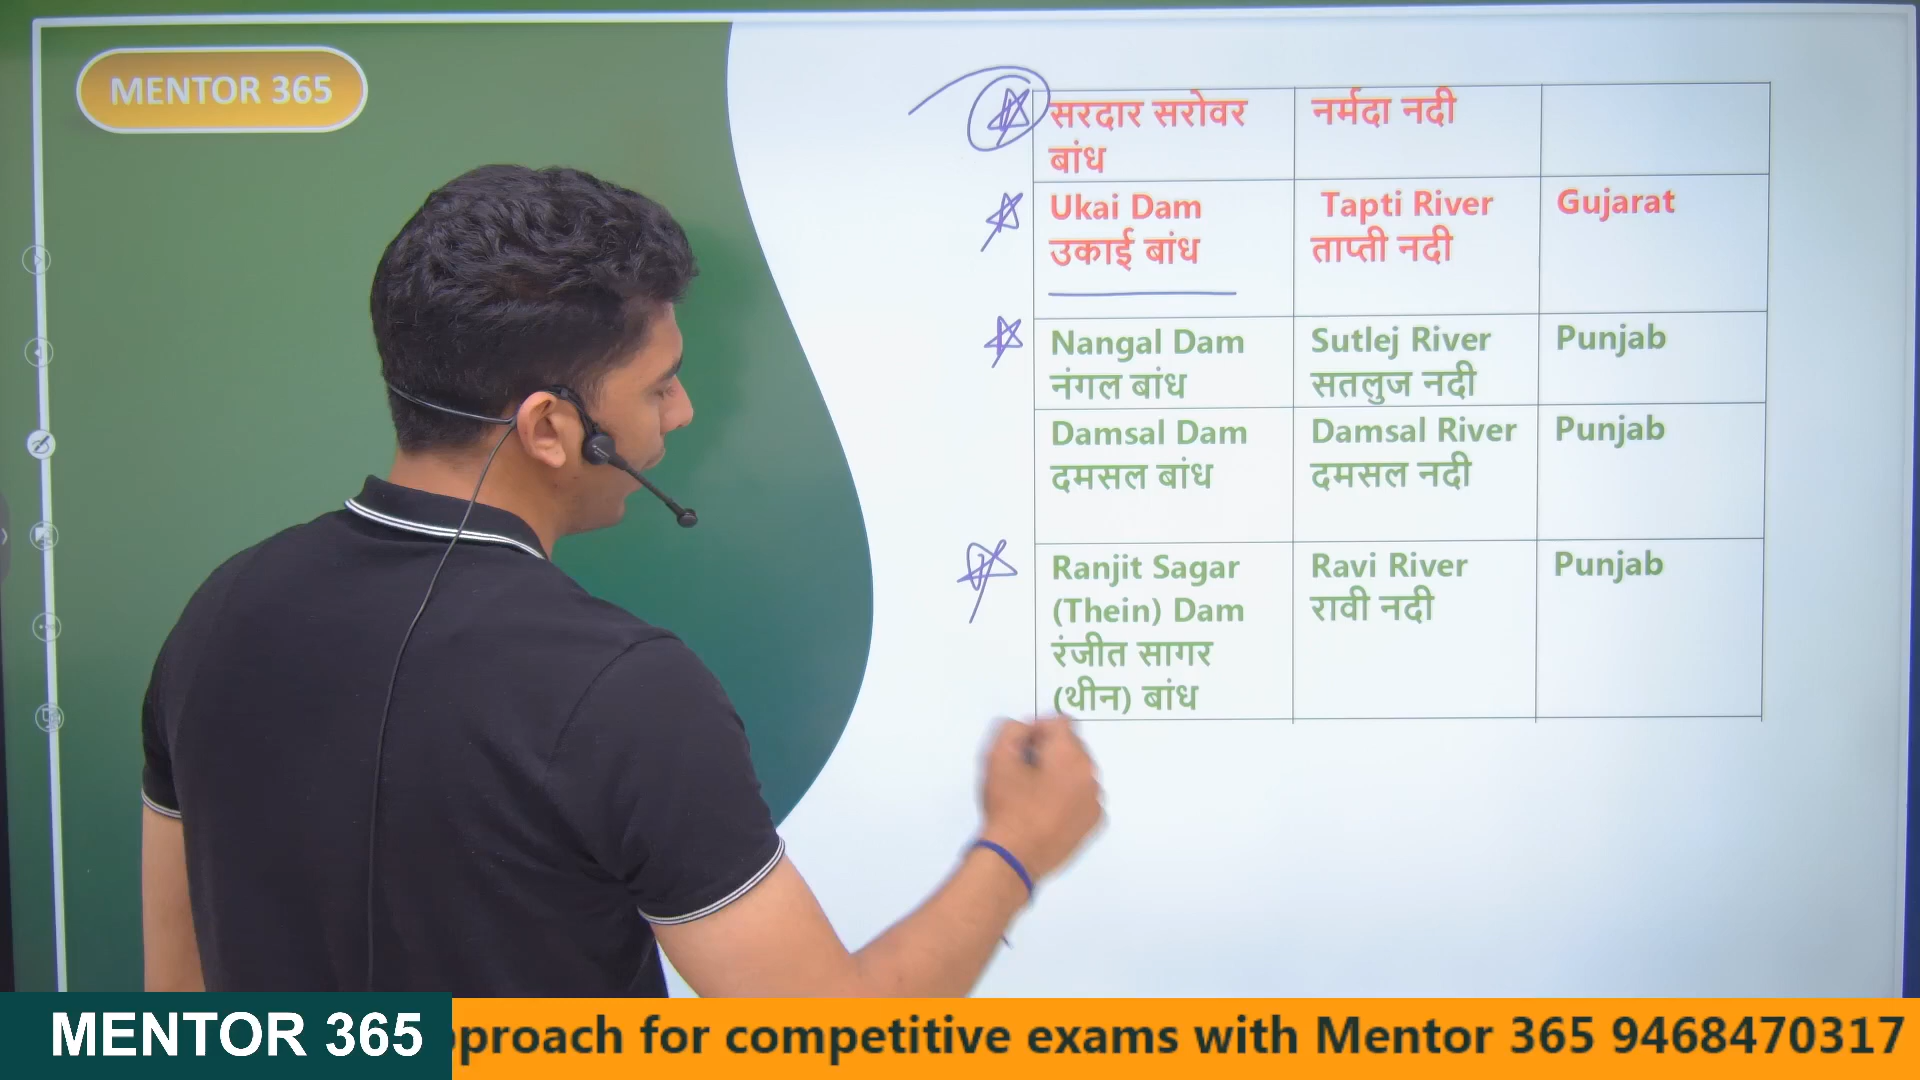 MENTOR 365
सरदार सरोवर
बांध
नर्मदा नदी
Ukai Dam
उकाई बांध
Tapti River
ताप्ती नदी
Gujarat
Nangal Dam
नंगल बांध
Sutlej River
सतलुज नदी
Punjab
Damsal Dam
दमसल बांध
Damsal River
दमसल नदी
Punjab
Ranjit Sagar
(Thein) Dam
रंजीत सागर
(थीन) बांध
Ravi River
रावी नदी
Punjab
MENTOR 365
pproach for competitive exams with Mentor 365 9468470317